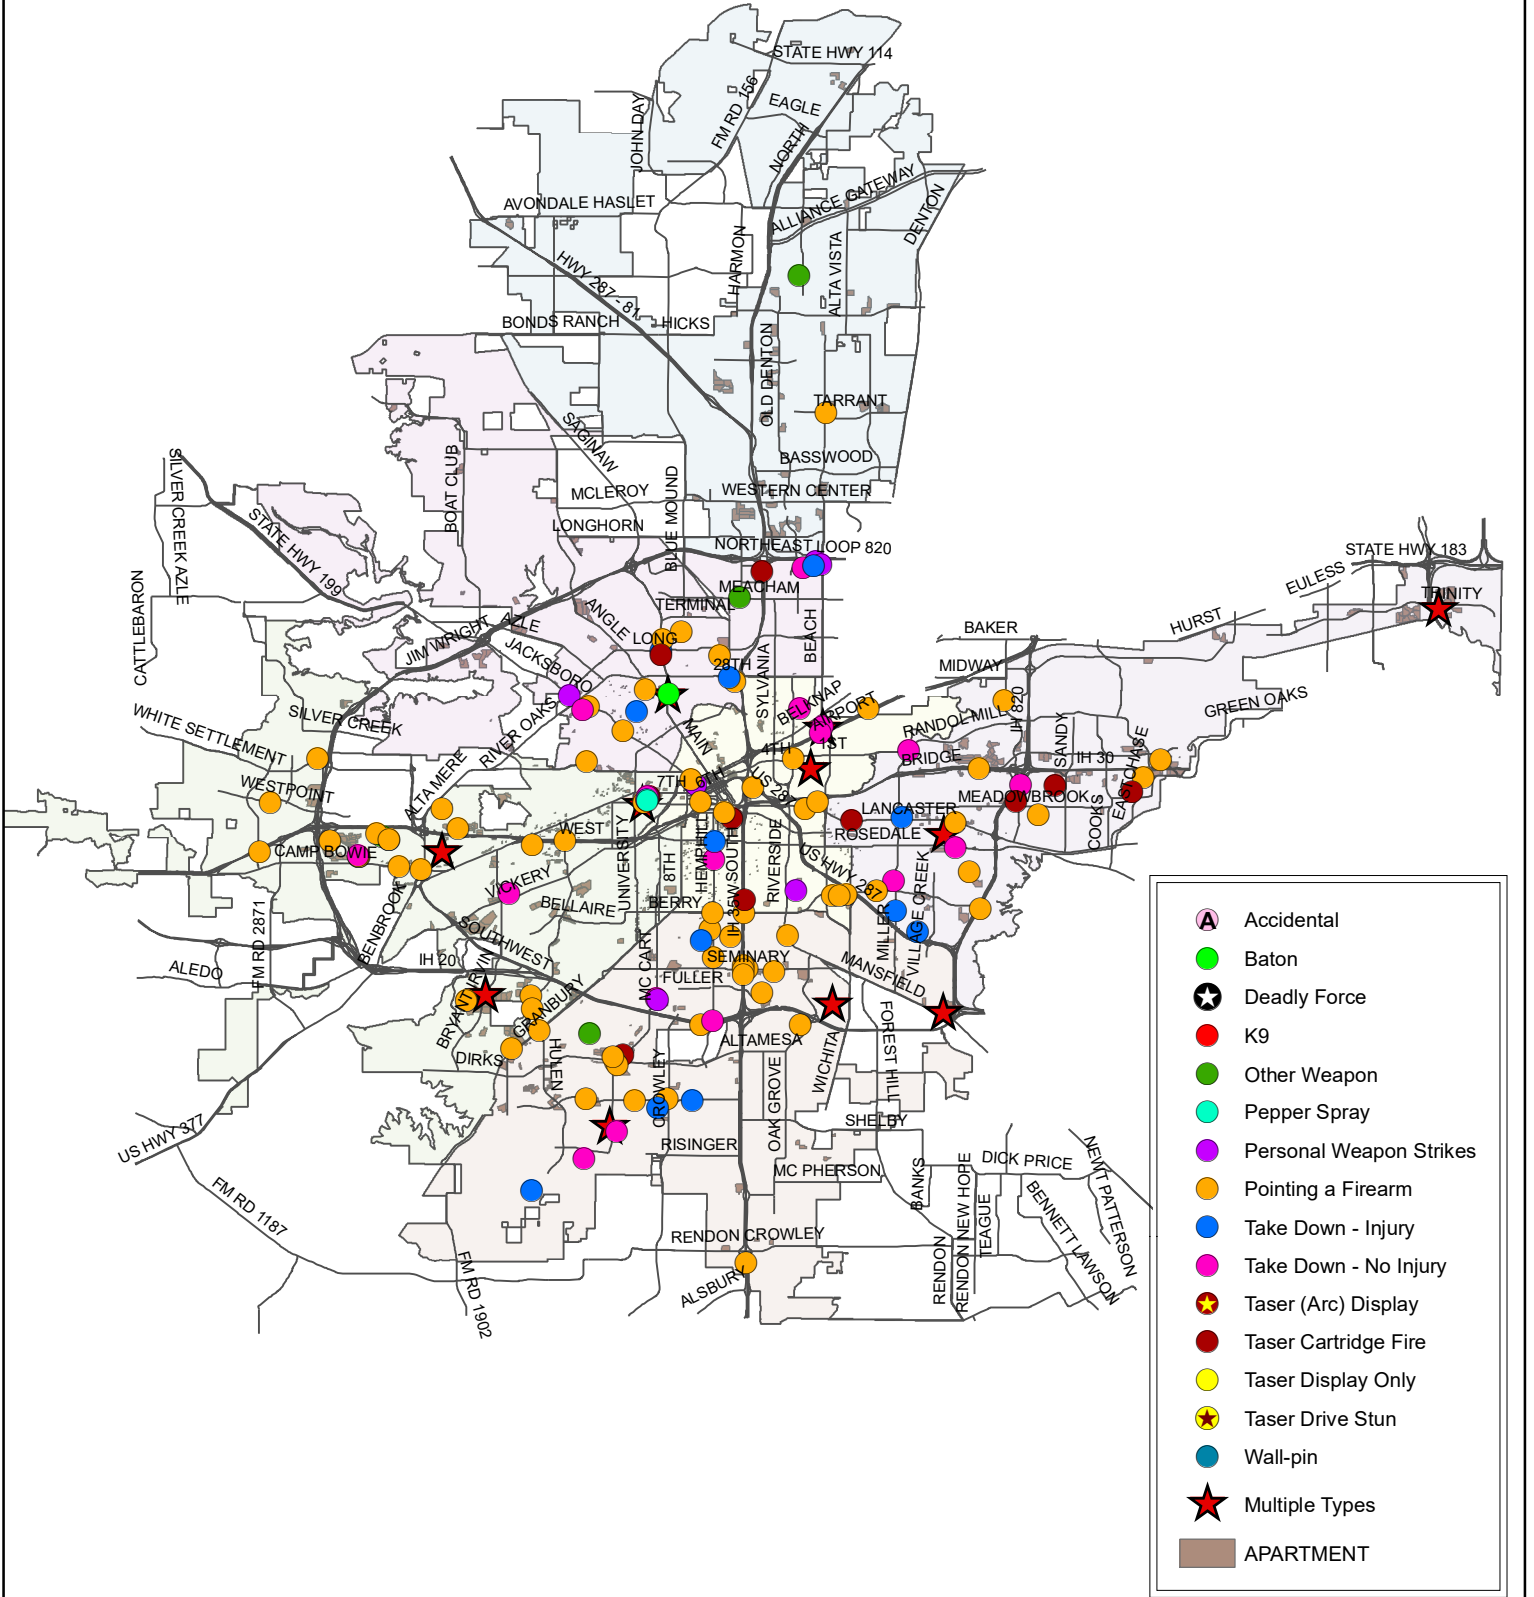 STATE HWY 114
FM RD 156
EAGLE
JOHN DAY
NORTH
ALLIANCE GATEWAY
AVONDALE HASLET
DENTON
HARMON
ALTA VISTA
HWY 287 - 81
BONDS RANCH
HICKS
OLD DENTON
TARRANT
SAGINAW
BASSWOOD
BOAT CLUB
MCLEROY
BLUE MOUND
WESTERN CENTER
SILVER CREEK AZLE
STATE HWY 199
LONGHORN
NORTHEAST LOOP 820
STATE HWY 183
EULESS
TRINITY
CATTLEBARON
MEACHAM
TERMINAL
ANGLE
AZLE
JIM WRIGHT
LONG
BEACH
BAKER
HURST
JACKSBORO
28TH
SYLVANIA
MIDWAY
WHITE SETTLEMENT
SILVER CREEK
RIVER OAKS
MAIN
BELKNAP
AIRPORT
RANDOL MILL
IH 820
SANDY
GREEN OAKS
4TH
1ST
BRIDGE
IH 30
EASTCHASE
WESTPOINT
ALTAMERE
7TH
6TH
US 287
MEADOWBROOK
COOKS
LANCASTER
WEST
UNIVERSITY
ROSEDALE
CAMP BOWIE
8TH
HEMPHILL
IH 35W SOUTH
RIVERSIDE
US HWY 287
VICKERY
BELLAIRE
BERRY
MILLER
VILLAGE CREEK
FM RD 2871
BENBROOK
SOUTHWEST
IH 20
MC CART
SEMINARY
FULLER
MANSFIELD
ALEDO
BRYANT IRVIN
GRANBURY
ALTAMESA
WICHITA
FOREST HILL
DIRKS
HULEN
CROWLEY
OAK GROVE
US HWY 377
SHELBY
RISINGER
MC PHERSON
BANKS
RENDON NEW HOPE
DICK PRICE
NEWT PATTERSON
FM RD 1187
TEAGUE
BENNETT LAWSON
RENDON CROWLEY
RENDON
FM RD 1902
ALSBURY
A Accidental
Baton
Deadly Force
K9
Other Weapon
Pepper Spray
Personal Weapon Strikes
Pointing a Firearm
Take Down - Injury
Take Down - No Injury
Taser (Arc) Display
Taser Cartridge Fire
Taser Display Only
Taser Drive Stun
Wall-pin
Multiple Types
APARTMENT